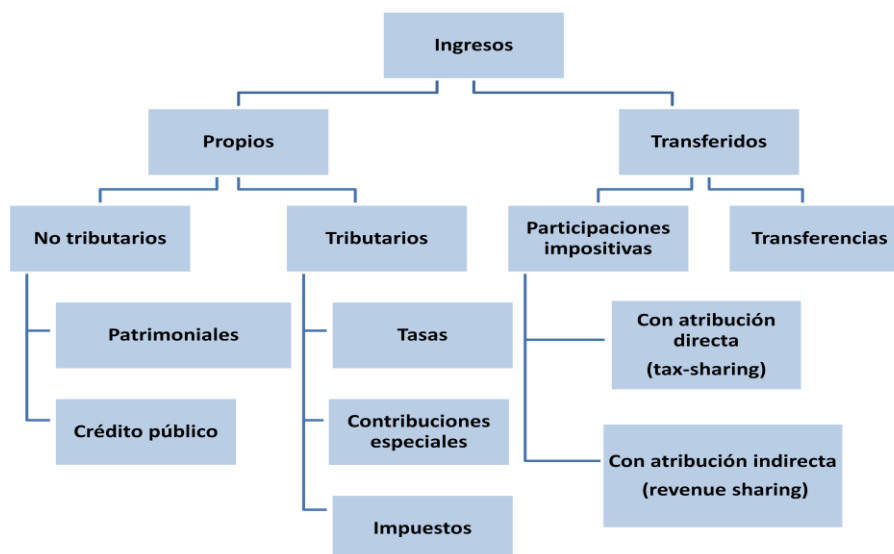 Ingresos
Propios
Transferidos
No tributarios
Tributarios
Participaciones
impositivas
Transferencias
Patrimoniales
Tasas
Con atribución
directa
(tax-sharing)
Crédito público
Contribuciones
especiales
Con atribución indirecta
(revenue sharing)
Impuestos